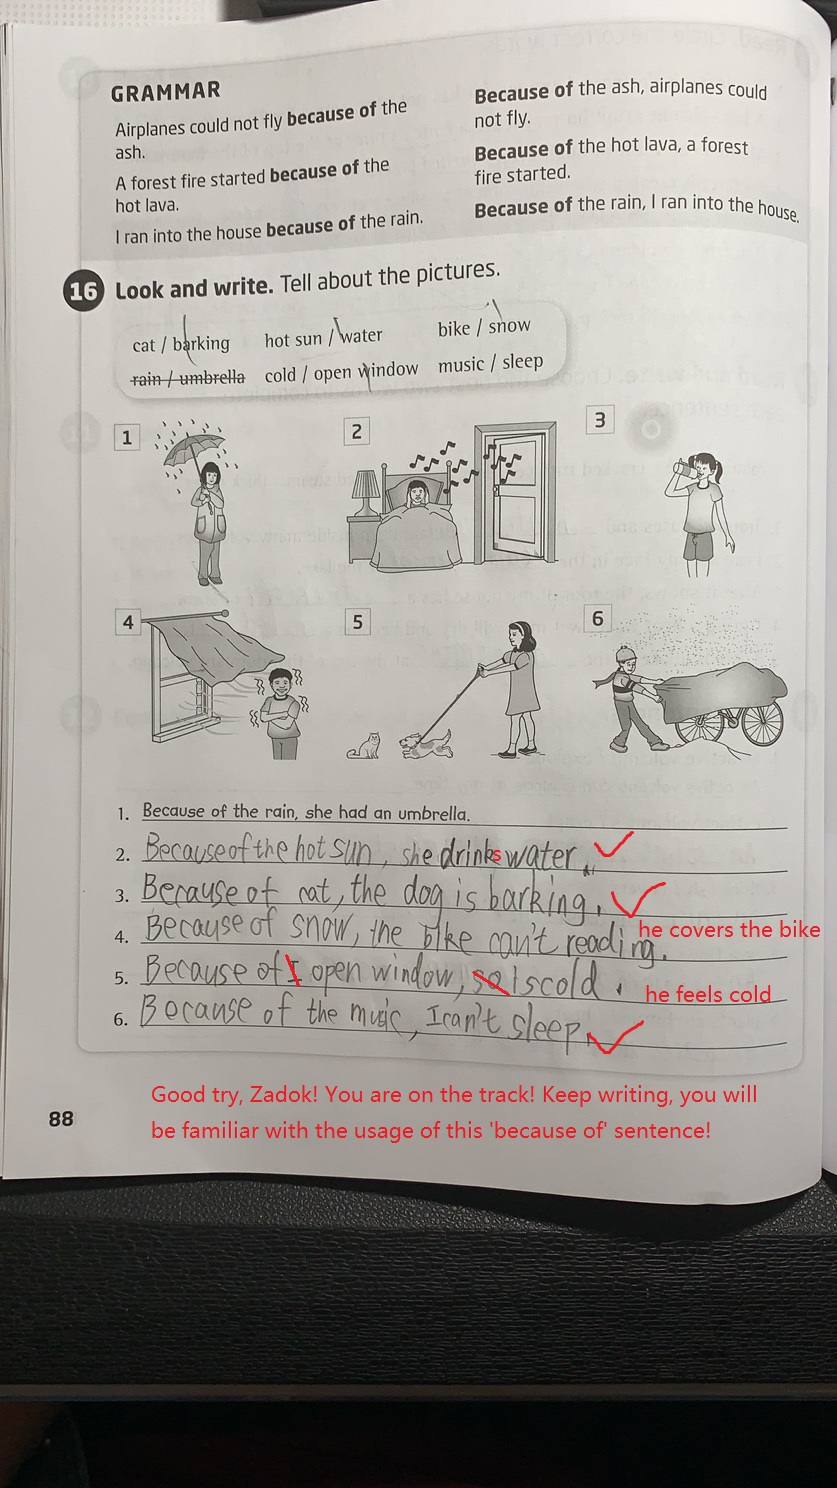 GRAMMAR
Airplanes could not fly because of the
ash.
A forest fire started because of the
hot lava.
I ran into the house because of the rain.
Because of the ash, airplanes could
not fly.
Because of the hot lava, a forest
fire started.
Because of the rain, I ran into the house.
16 Look and write. Tell about the pictures.
cat / barking hot sun / water bike / snow
rain / umbrella cold / open window music / sleep
1 2 3
4 5 6
1. Because of the rain, she had an umbrella.
2. Because of the hot sun, she drinks water.
3. Because of cat, the dog is barking.
he covers the bike
4. Because of snow, the bike can't reading.
5. Because of I open window, so Iscold.
he feels cold
6. Because of the music, I can't sleep.
Good try, Zadok! You are on the track! Keep writing, you will
be familiar with the usage of this 'because of' sentence!
88